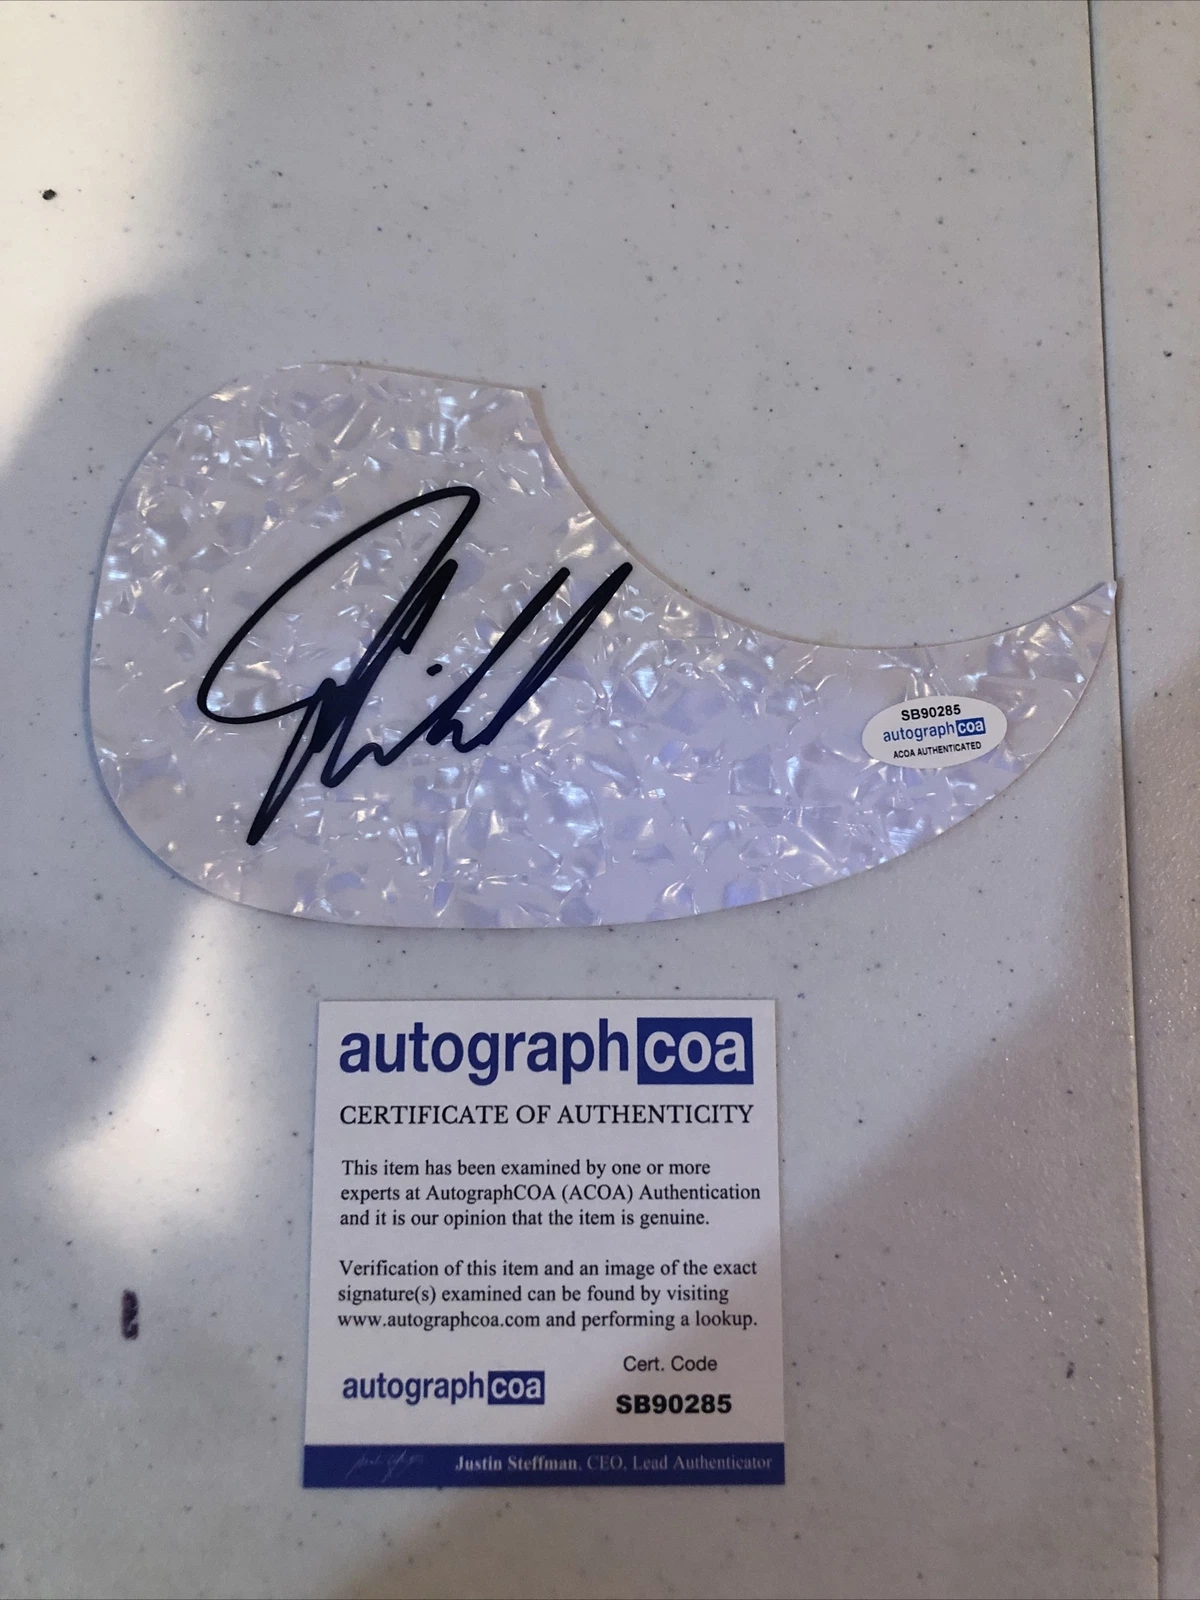 SB90285
autographcoa
ACOA AUTHENTICATED
autographcoa
CERTIFICATE OF AUTHENTICITY
This item has been examined by one or more
experts at AutographCOA (ACOA) Authentication
and it is our opinion that the item is genuine.
Verification of this item and an image of the exact
signature(s) examined can be found by visiting
www.autographcoa.com and performing a lookup.
Cert. Code
autographcoa
SB90285
Justin Steffman, CEO, Lead Authenticator